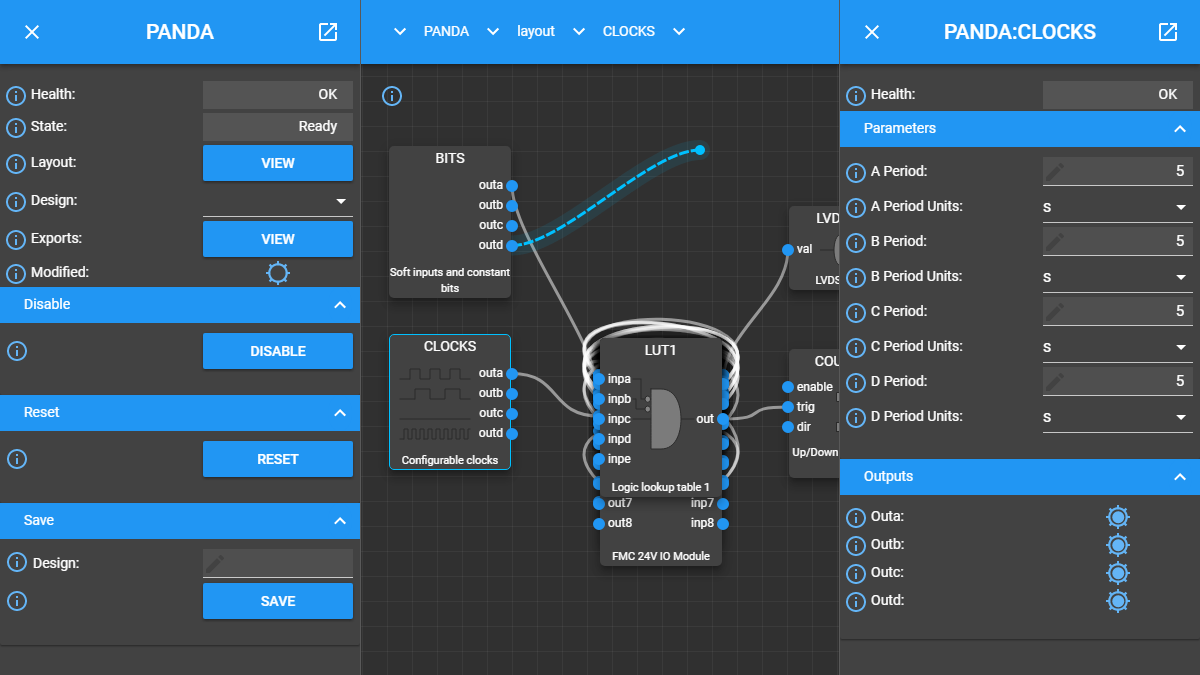 PANDA
Health:
OK
State:
Ready
Layout:
VIEW
Design:
Exports:
VIEW
Modified:
Disable
DISABLE
Reset
RESET
Save
Design:
SAVE
PANDA
layout
CLOCKS
BITS
outa
outb
outc
outd
Soft inputs and constant
bits
CLOCKS
outa
outb
outc
outd
Configurable clocks
LUT1
inpa
inpb
inpc
inpd
inpe
out
Logic lookup table 1
out7
inp7
out8
inp8
FMC 24V IO Module
LVD
val
LVDS
COU
enable
trig
dir
Up/Down
PANDA:CLOCKS
Health:
OK
Parameters
A Period:
5
A Period Units:
s
B Period:
5
B Period Units:
s
C Period:
5
C Period Units:
s
D Period:
5
D Period Units:
s
Outputs
Outa:
Outb:
Outc:
Outd: